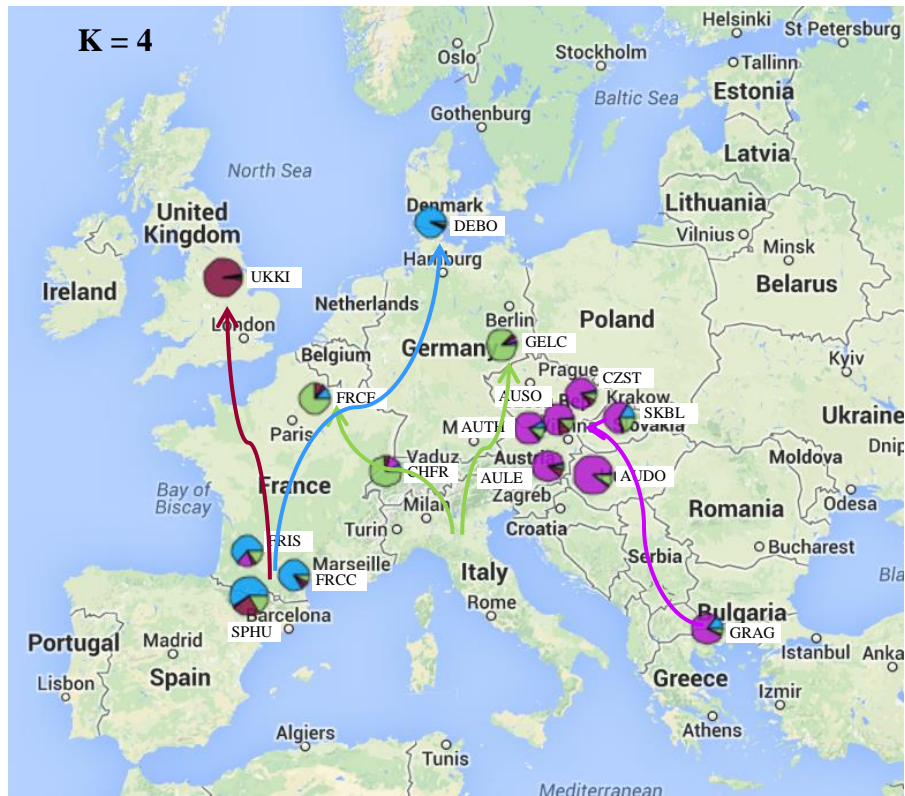 K = 4
Helsinki
St Petersburg
Oslo
Stockholm
Tallinn
Estonia
Baltic Sea
Gothenburg
Latvia
North Sea
Denmark
DEBO
Lithuania
United
Kingdom
Vilnius
Minsk
Hamburg
Belarus
UKKI
Ireland
Netherlands
Berlin
Poland
London
Germany
GELC
Belgium
Prague
Kyiv
CZST
AUSO
Krakow
FRCF
SKBL
Ukraine
Paris
AUTH
Vaduz
CHFR
Austria
Moldova
Dnip
AULE
AUDO
France
Bay of
Biscay
Milan
Zagreb
Odesa
Turin
Croatia
Romania
FRIS
Bucharest
Marseille
FRCC
Serbia
Italy
Bla
Rome
Bulgaria
Barcelona
SPHU
GRAG
Portugal
Madrid
Istanbul
Anka
Spain
Lisbon
Greece
Izmir
Athens
Algiers
Tunis
Mediterranean